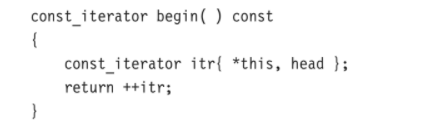 const_iterator begin( ) const
{
    const_iterator itr{ *this, head };
    return ++itr;
}